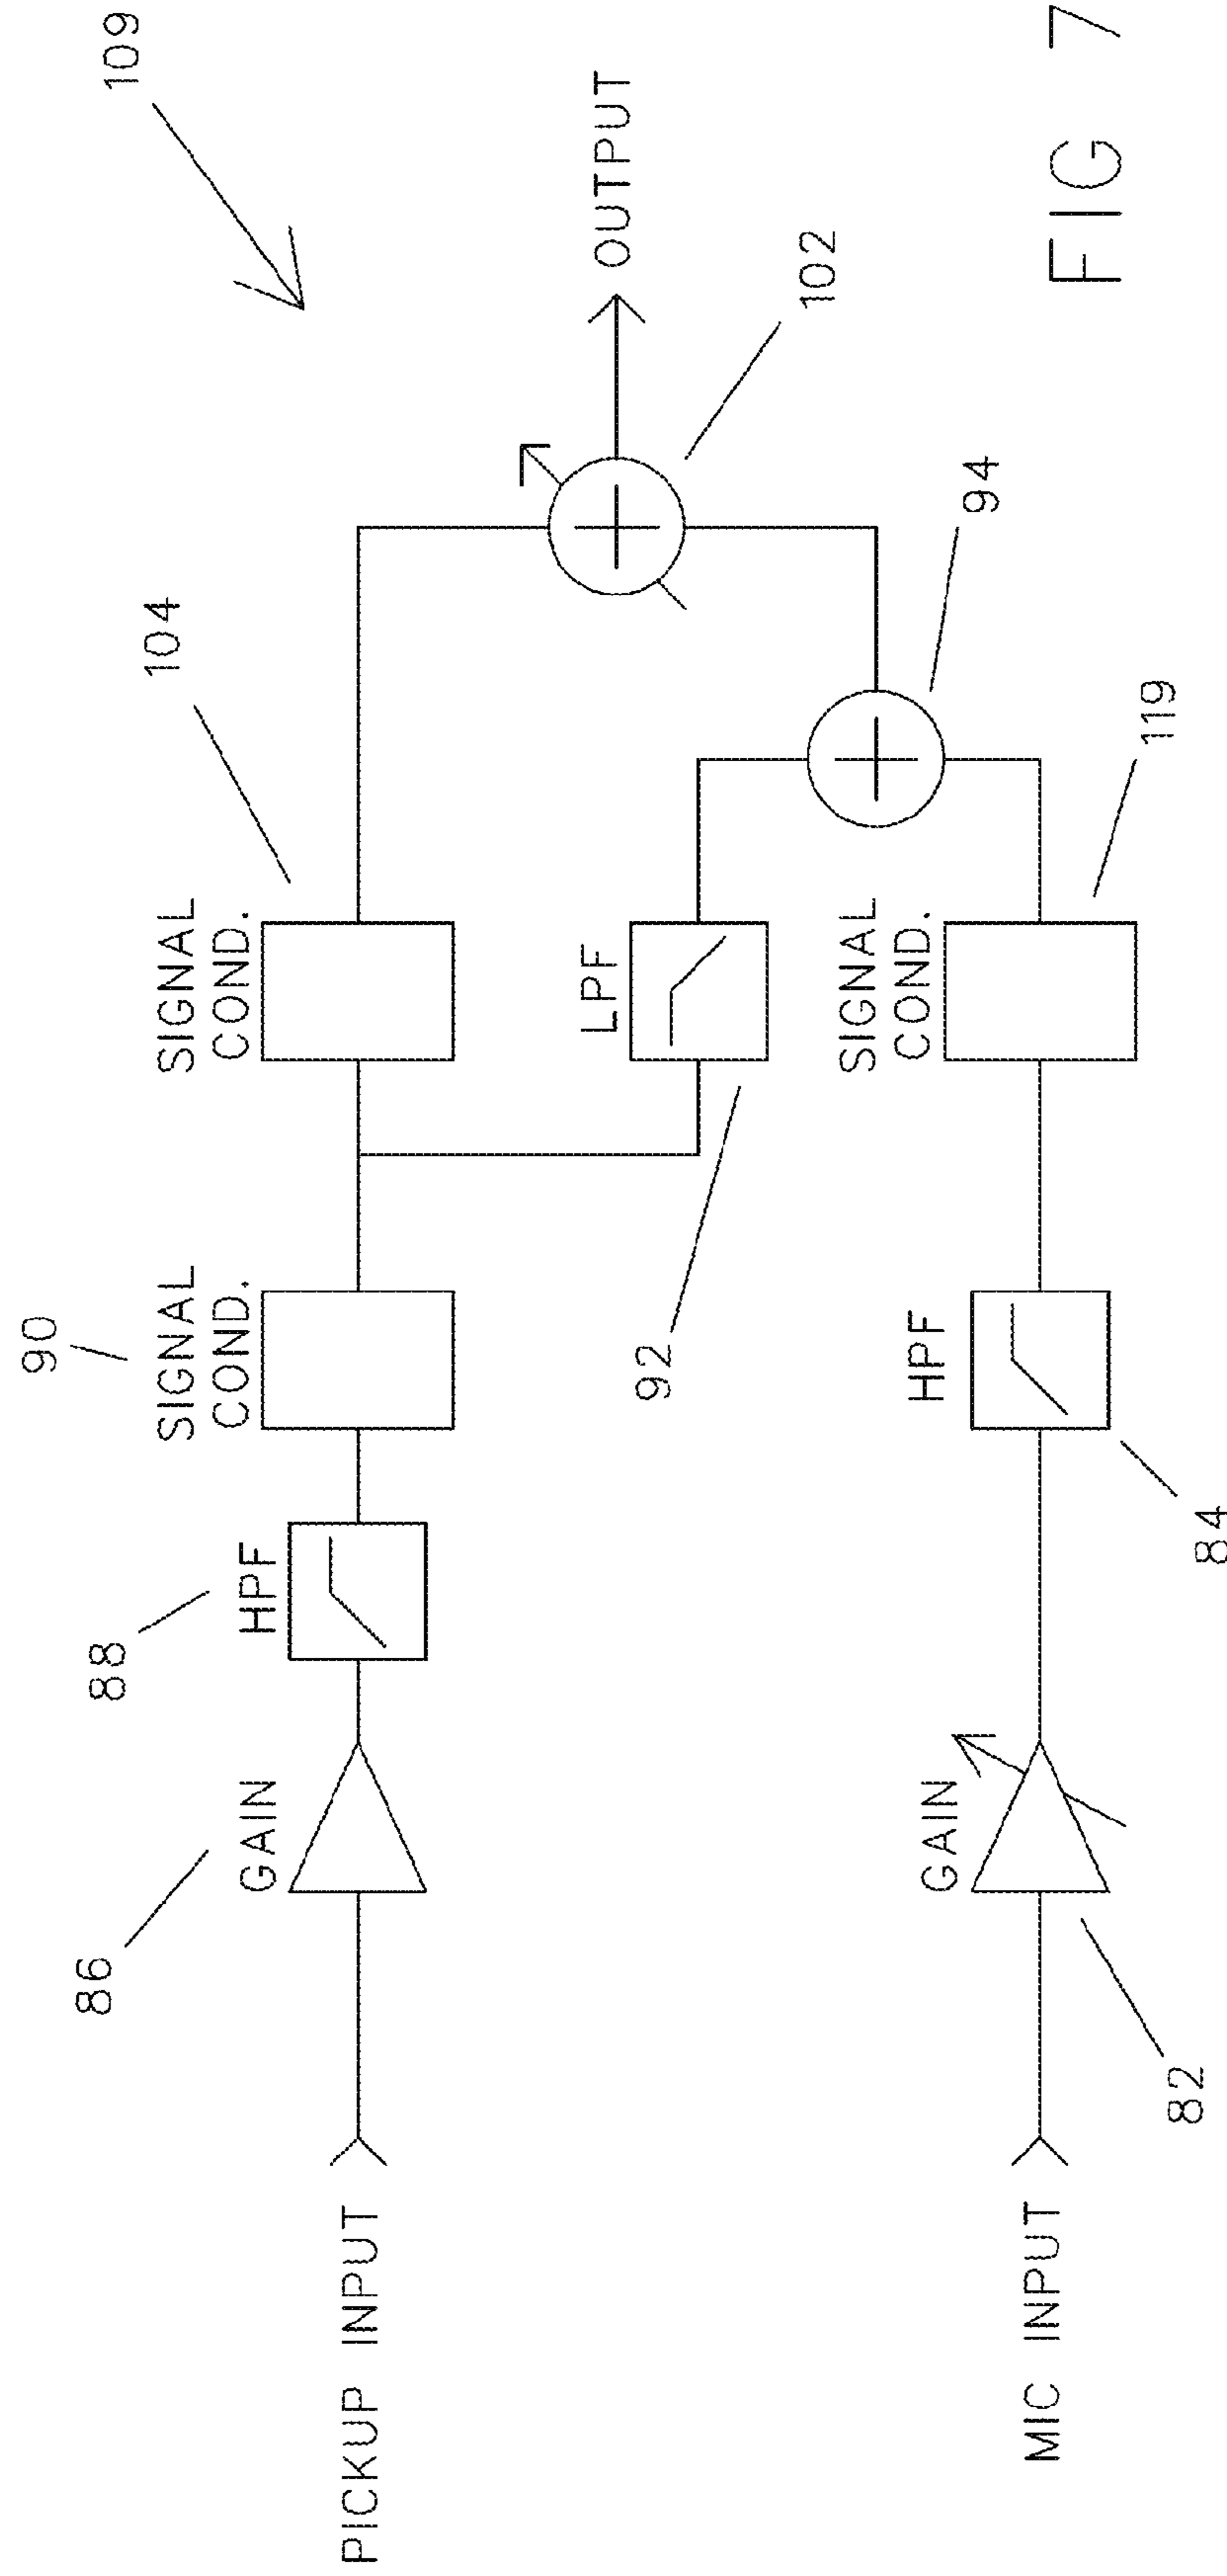 109
90
SIGNAL
COND.
104
SIGNAL
COND.
88
HPF
86
GAIN
PICKUP INPUT
OUTPUT
102
LPF
92
94
SIGNAL
COND.
119
HPF
84
GAIN
82
MIC INPUT
FIG 7